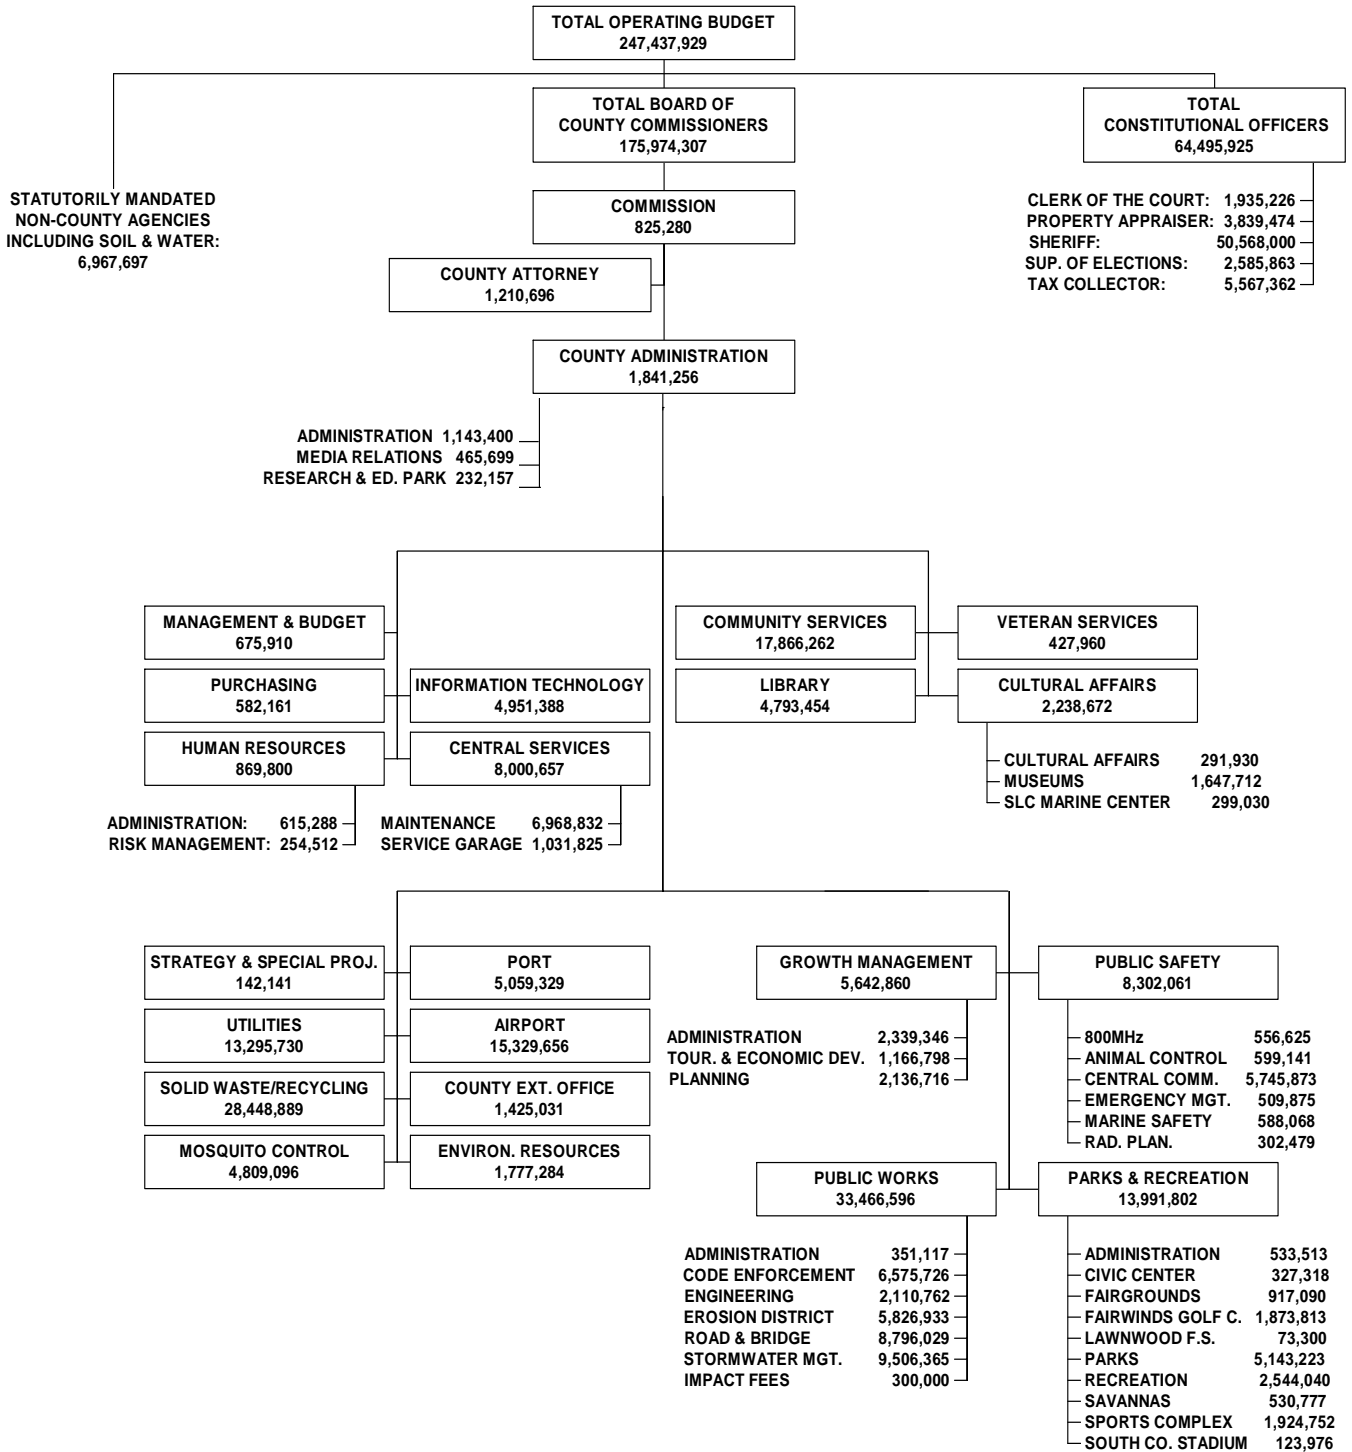 TOTAL OPERATING BUDGET
247,437,929
TOTAL BOARD OF
COUNTY COMMISSIONERS
175,974,307
TOTAL
CONSTITUTIONAL OFFICERS
64,495,925
STATUTORILY MANDATED
NON-COUNTY AGENCIES
INCLUDING SOIL & WATER:
6,967,697
CLERK OF THE COURT: 1,935,226
PROPERTY APPRAISER: 3,839,474
SHERIFF: 50,568,000
SUP. OF ELECTIONS: 2,585,863
TAX COLLECTOR: 5,567,362
COMMISSION
825,280
COUNTY ATTORNEY
1,210,696
COUNTY ADMINISTRATION
1,841,256
ADMINISTRATION 1,143,400
MEDIA RELATIONS 465,699
RESEARCH & ED. PARK 232,157
MANAGEMENT & BUDGET
675,910
PURCHASING
582,161
INFORMATION TECHNOLOGY
4,951,388
HUMAN RESOURCES
869,800
CENTRAL SERVICES
8,000,657
ADMINISTRATION: 615,288
RISK MANAGEMENT: 254,512
MAINTENANCE 6,968,832
SERVICE GARAGE 1,031,825
COMMUNITY SERVICES
17,866,262
VETERAN SERVICES
427,960
LIBRARY
4,793,454
CULTURAL AFFAIRS
2,238,672
CULTURAL AFFAIRS 291,930
MUSEUMS 1,647,712
SLC MARINE CENTER 299,030
STRATEGY & SPECIAL PROJ.
142,141
PORT
5,059,329
UTILITIES
13,295,730
AIRPORT
15,329,656
SOLID WASTE/RECYCLING
28,448,889
COUNTY EXT. OFFICE
1,425,031
MOSQUITO CONTROL
4,809,096
ENVIRON. RESOURCES
1,777,284
GROWTH MANAGEMENT
5,642,860
ADMINISTRATION 2,339,346
TOUR. & ECONOMIC DEV. 1,166,798
PLANNING 2,136,716
PUBLIC SAFETY
8,302,061
800MHz 556,625
ANIMAL CONTROL 599,141
CENTRAL COMM. 5,745,873
EMERGENCY MGT. 509,875
MARINE SAFETY 588,068
RAD. PLAN. 302,479
PUBLIC WORKS
33,466,596
ADMINISTRATION 351,117
CODE ENFORCEMENT 6,575,726
ENGINEERING 2,110,762
EROSION DISTRICT 5,826,933
ROAD & BRIDGE 8,796,029
STORMWATER MGT. 9,506,365
IMPACT FEES 300,000
PARKS & RECREATION
13,991,802
ADMINISTRATION 533,513
CIVIC CENTER 327,318
FAIRGROUNDS 917,090
FAIRWINDS GOLF C. 1,873,813
LAWNWOOD F.S. 73,300
PARKS 5,143,223
RECREATION 2,544,040
SAVANNAS 530,777
SPORTS COMPLEX 1,924,752
SOUTH CO. STADIUM 123,976